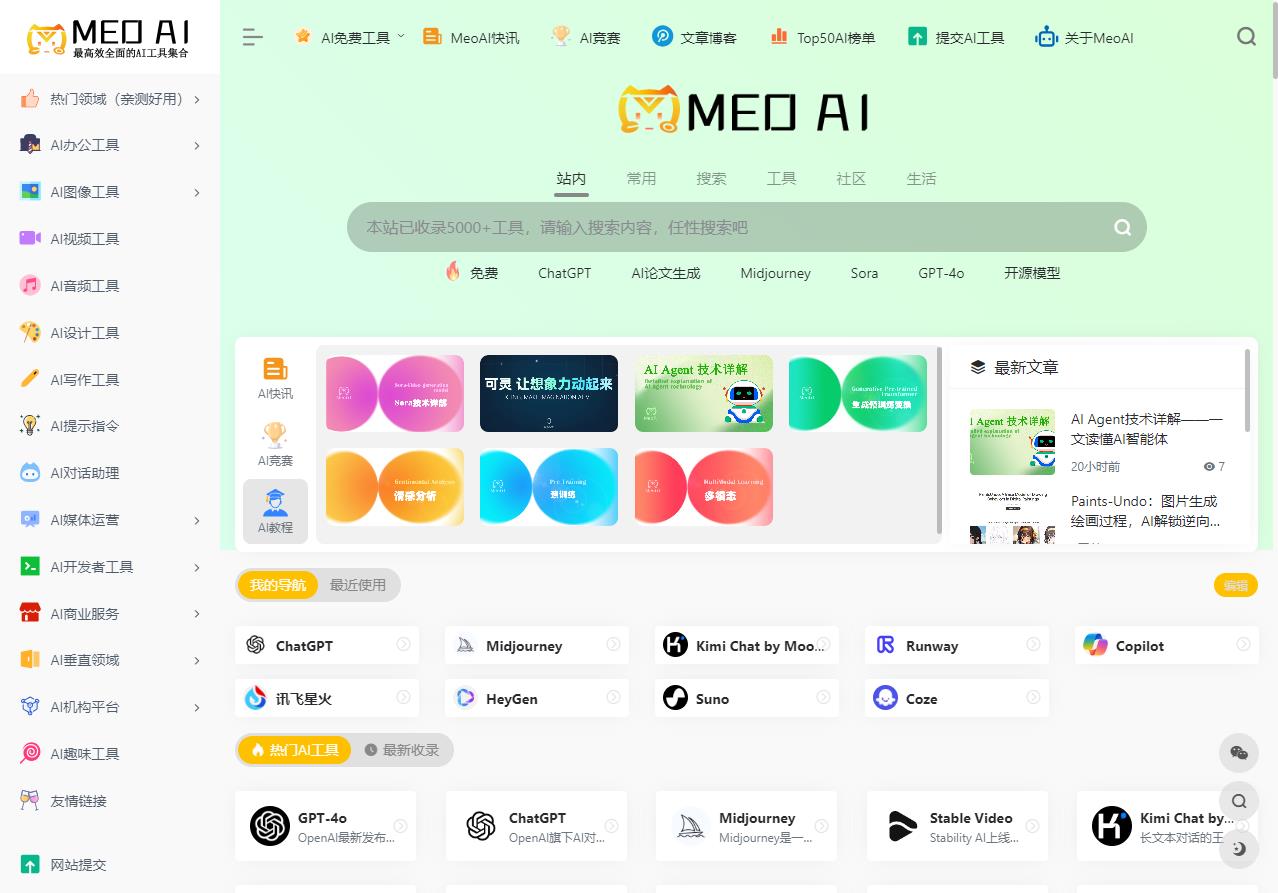 MEO AI
最高效全面的AI工具集合
热门领域（亲测好用）
AI办公工具
AI图像工具
AI视频工具
AI音频工具
AI设计工具
AI写作工具
AI提示指令
AI对话助理
AI媒体运营
AI开发者工具
AI商业服务
AI垂直领域
AI机构平台
AI趣味工具
友情链接
网站提交
AI免费工具
MeoAI快讯
AI竞赛
文章博客
Top50AI榜单
提交AI工具
关于MeoAI
MEO AI
站内 常用 搜索 工具 社区 生活
本站已收录5000+工具，请输入搜索内容，任性搜索吧
免费 ChatGPT AI论文生成 Midjourney Sora GPT-4o 开源模型
AI快讯
AI竞赛
AI教程
Sora技术详解
可灵 让想象力动起来
AI Agent 技术详解
Detailed explanation of
AI agent technology
Generative Pre-trained
Transformer
生成预训练变换
Sentimental Analysis
情感分析
Pre Training
预训练
MultiModal Learning
多模态
最新文章
AI Agent技术详解——一
文读懂AI智能体
20小时前 7
Paints-Undo：图片生成
绘画过程，AI解锁逆向...
我的导航 最近使用 编辑
ChatGPT Midjourney Kimi Chat by Moo... Runway Copilot
讯飞星火 HeyGen Suno Coze
热门AI工具 最新收录
GPT-4o
OpenAI最新发布...
ChatGPT
OpenAI旗下AI对...
Midjourney
Midjourney是一...
Stable Video
Stability AI上线...
Kimi Chat by...
长文本对话的王...